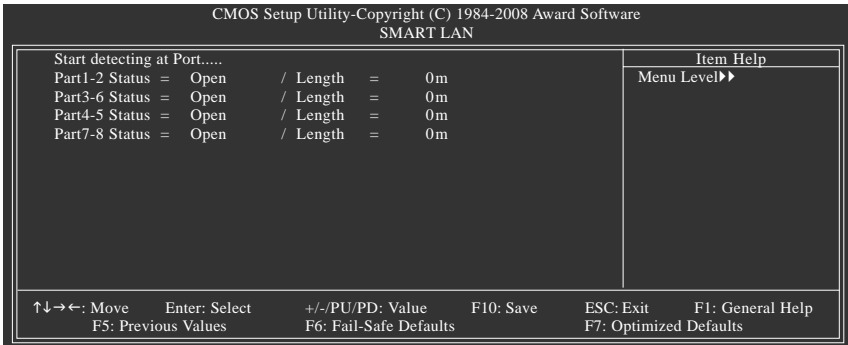 CMOS Setup Utility-Copyright (C) 1984-2008 Award Software
SMART LAN
Start detecting at Port.....
Part1-2 Status = Open / Length = 0m
Part3-6 Status = Open / Length = 0m
Part4-5 Status = Open / Length = 0m
Part7-8 Status = Open / Length = 0m
Item Help
Menu Level▶▶
↑↓→←: Move Enter: Select +/-/PU/PD: Value F10: Save ESC: Exit F1: General Help
F5: Previous Values F6: Fail-Safe Defaults F7: Optimized Defaults